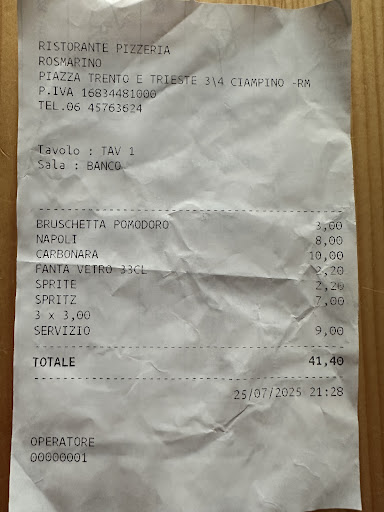 RISTORANTE PIZZERIA
ROSMARINO
PIAZZA TRENTO E TRIESTE 3\4 CIAMPINO -RM
P.IVA 16834481000
TEL.06 45763624
Tavolo : TAV 1
Sala : BANCO
BRUSCHETTA POMODORO 3,00
NAPOLI 8,00
CARBONARA 10,00
FANTA VETRO 33CL 2,20
SPRITE 2,20
SPRITZ 7,00
3 x 3,00
SERVIZIO 9,00
TOTALE 41,40
25/07/2025 21:28
OPERATORE
00000001